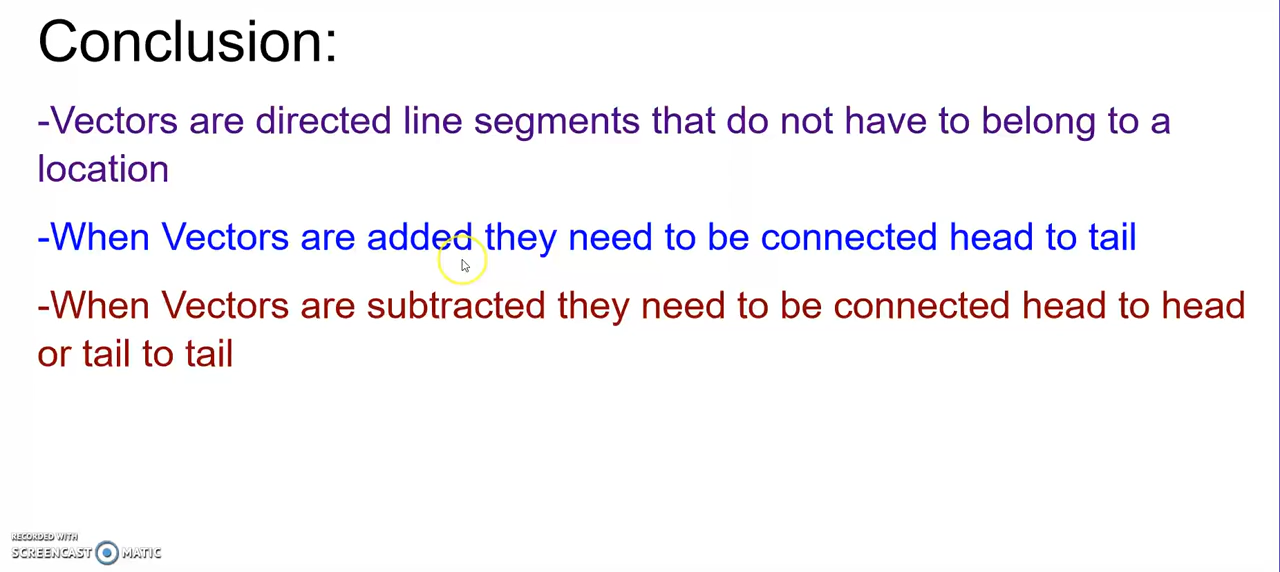 Conclusion:
-Vectors are directed line segments that do not have to belong to a
location
-When Vectors are added they need to be connected head to tail
-When Vectors are subtracted they need to be connected head to head
or tail to tail
RECORDED WITH
SCREENCAST MATIC